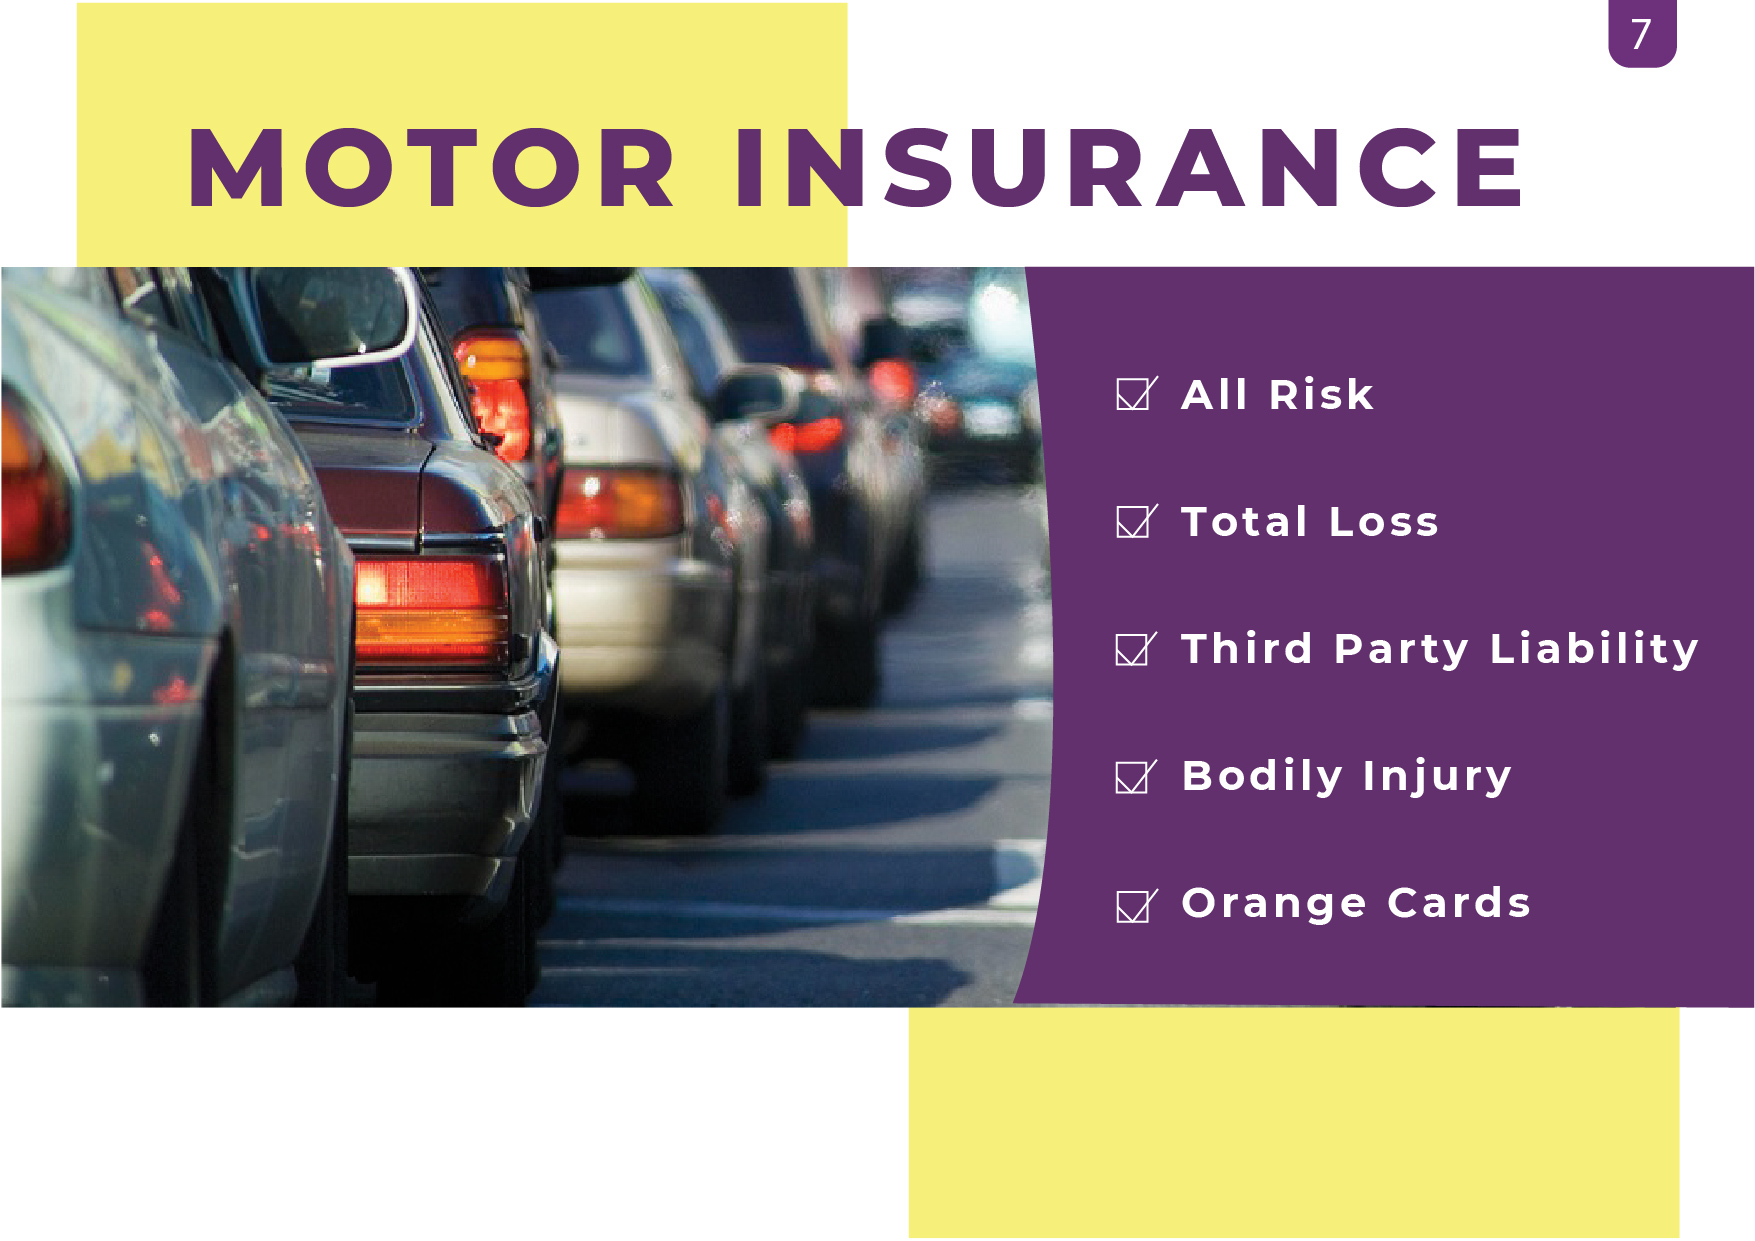 7
MOTOR INSURANCE
All Risk
Total Loss
Third Party Liability
Bodily Injury
Orange Cards